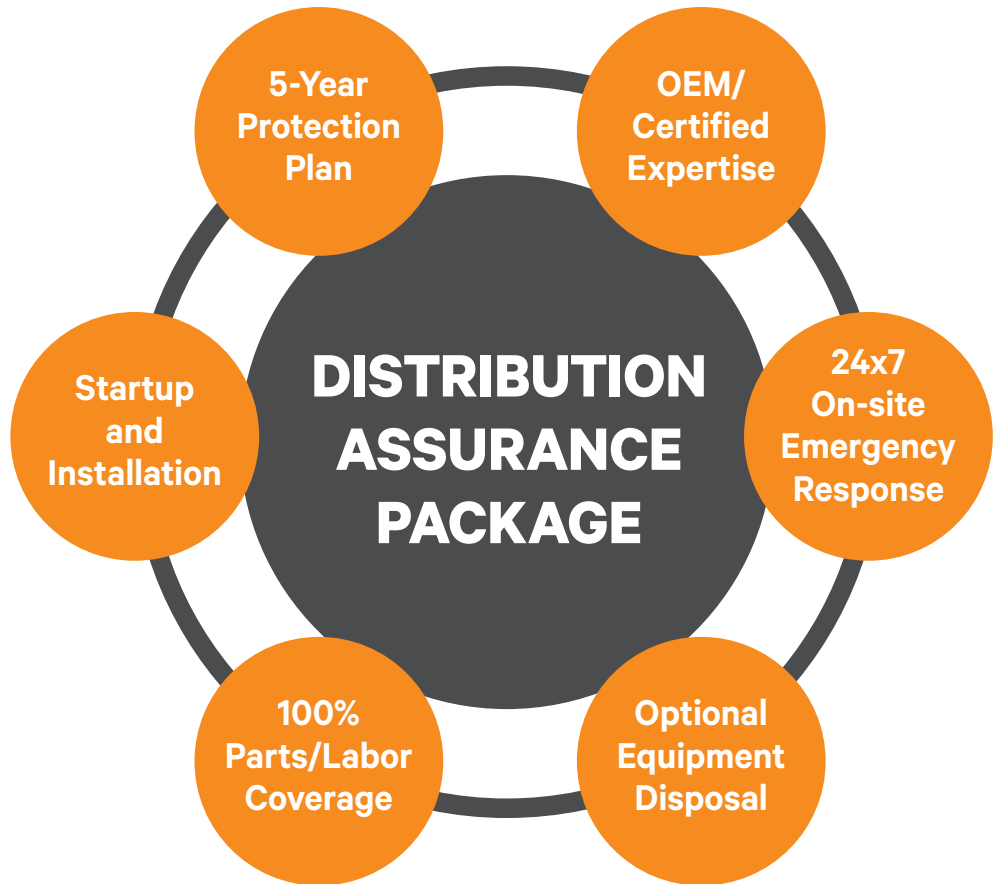 5-Year
Protection
Plan
OEM/
Certified
Expertise
Startup
and
Installation
DISTRIBUTION
ASSURANCE
PACKAGE
24x7
On-site
Emergency
Response
100%
Parts/Labor
Coverage
Optional
Equipment
Disposal